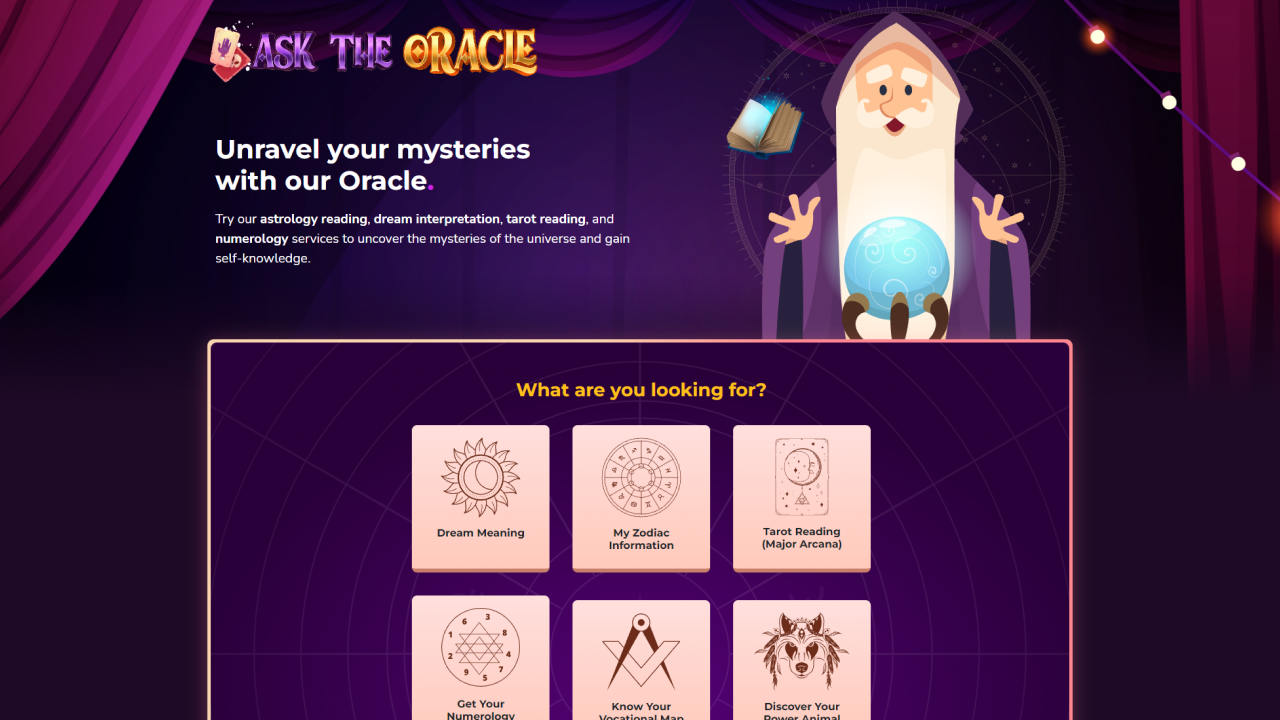 ASK THE ORACLE
Unravel your mysteries
with our Oracle.
Try our astrology reading, dream interpretation, tarot reading, and
numerology services to uncover the mysteries of the universe and gain
self-knowledge.
What are you looking for?
Dream Meaning
My Zodiac
Information
Tarot Reading
(Major Arcana)
6 3
1 8
2 4
9 5 7
Get Your
Numerology
Know Your
Vocational Map
Discover Your
Power Animal